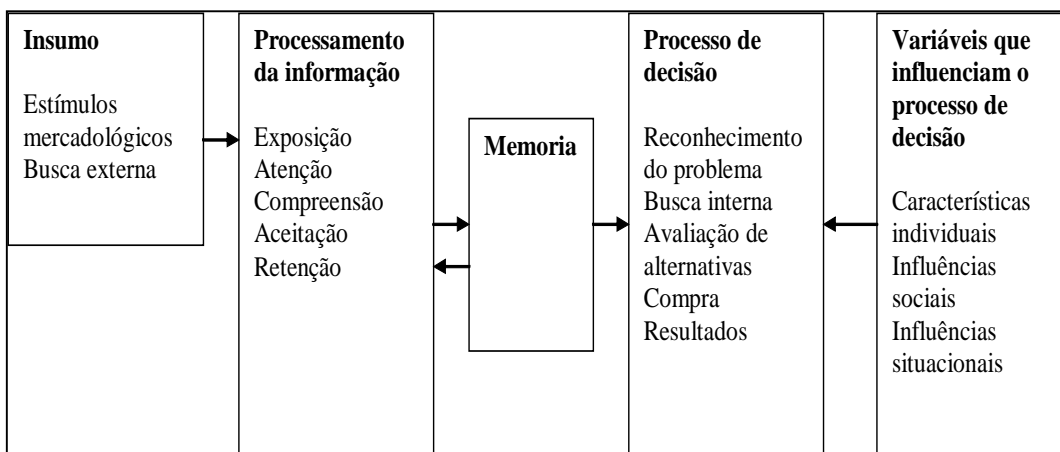 Insumo
Estímulos
mercadológicos
Busca externa
Processamento
da informação
Exposição
Atenção
Compreensão
Aceitação
Retenção
Memoria
Processo de
decisão
Reconhecimento
do problema
Busca interna
Avaliação de
alternativas
Compra
Resultados
Variáveis que
influenciam o
processo de
decisão
Características
individuais
Influências
sociais
Influências
situacionais